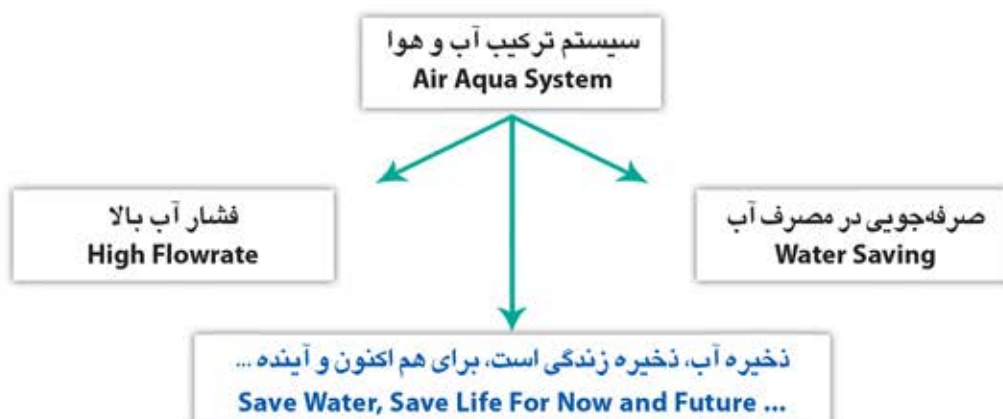 سیستم ترکیب آب و هوا
Air Aqua System
فشار آب بالا
High Flowrate
صرفه‌جویی در مصرف آب
Water Saving
ذخیره آب، ذخیره زندگی است، برای هم اکنون و آینده ...
Save Water, Save Life For Now and Future ...